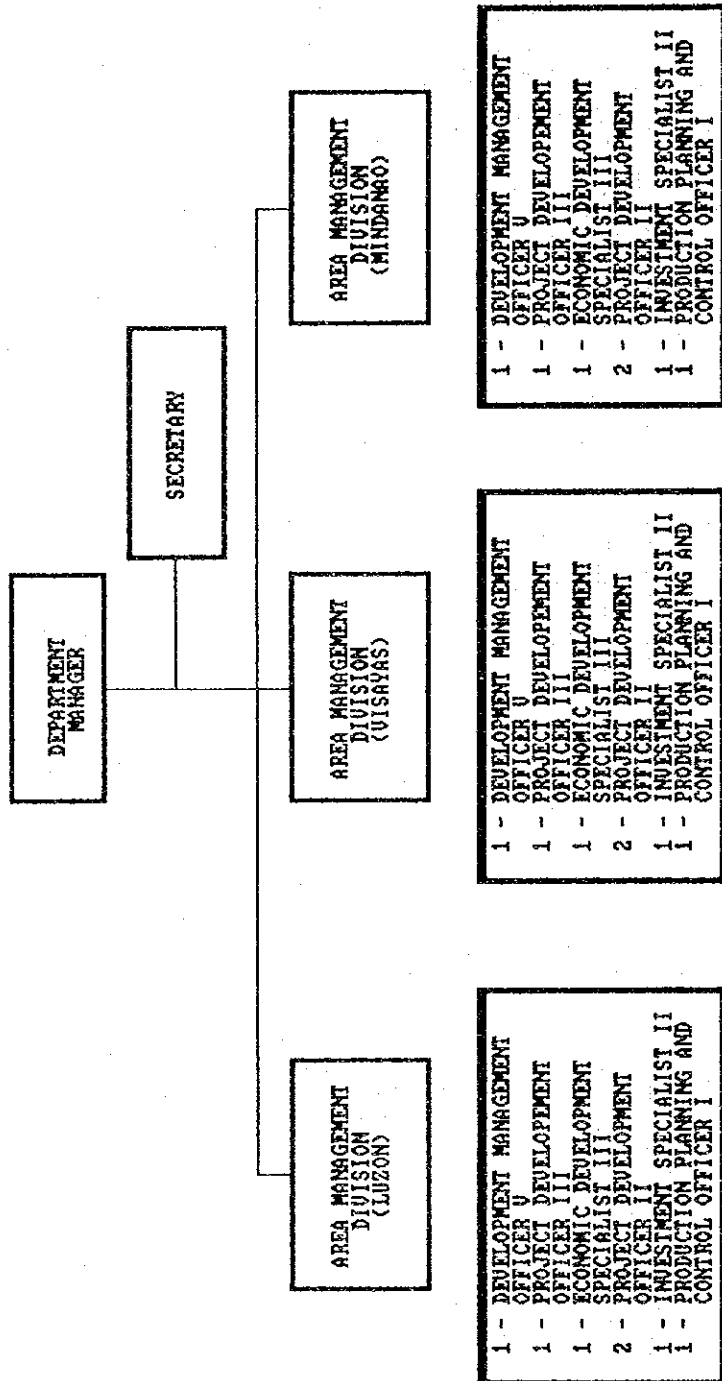 DEPARTMENT
MANAGER
SECRETARY
AREA MANAGEMENT
DIVISION
(LUZON)
AREA MANAGEMENT
DIVISION
(VISAYAS)
AREA MANAGEMENT
DIVISION
(MINDANAO)
1 - DEVELOPMENT MANAGEMENT
OFFICER V
1 - PROJECT DEVELOPEMENT
OFFICER III
1 - ECONOMIC DEVELOPMENT
SPECIALIST III
2 - PROJECT DEVELOPMENT
OFFICER II
1 - INVESTMENT SPECIALIST II
1 - PRODUCTION PLANNING AND
CONTROL OFFICER I
1 - DEVELOPMENT MANAGEMENT
OFFICER V
1 - PROJECT DEVELOPEMENT
OFFICER III
1 - ECONOMIC DEVELOPMENT
SPECIALIST III
2 - PROJECT DEVELOPMENT
OFFICER II
1 - INVESTMENT SPECIALIST II
1 - PRODUCTION PLANNING AND
CONTROL OFFICER I
1 - DEVELOPMENT MANAGEMENT
OFFICER V
1 - PROJECT DEVELOPEMENT
OFFICER III
1 - ECONOMIC DEVELOPMENT
SPECIALIST III
2 - PROJECT DEVELOPMENT
OFFICER II
1 - INVESTMENT SPECIALIST II
1 - PRODUCTION PLANNING AND
CONTROL OFFICER I